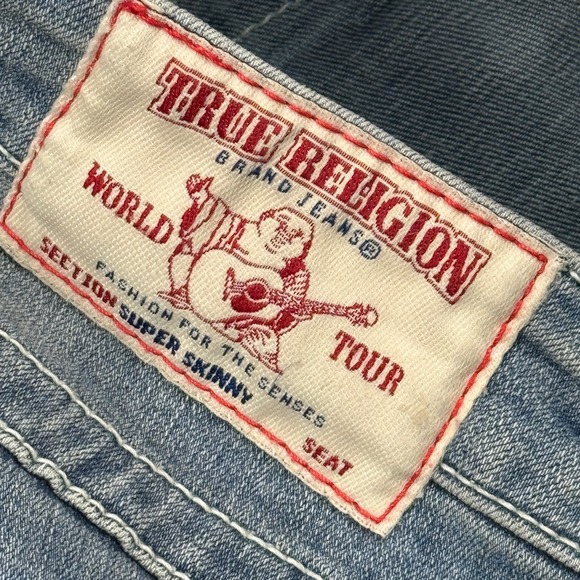 TRUE RELIGION
BRAND JEANS®
WORLD TOUR
FASHION FOR THE SENSES
SECTION SUPER SKINNY
SEAT